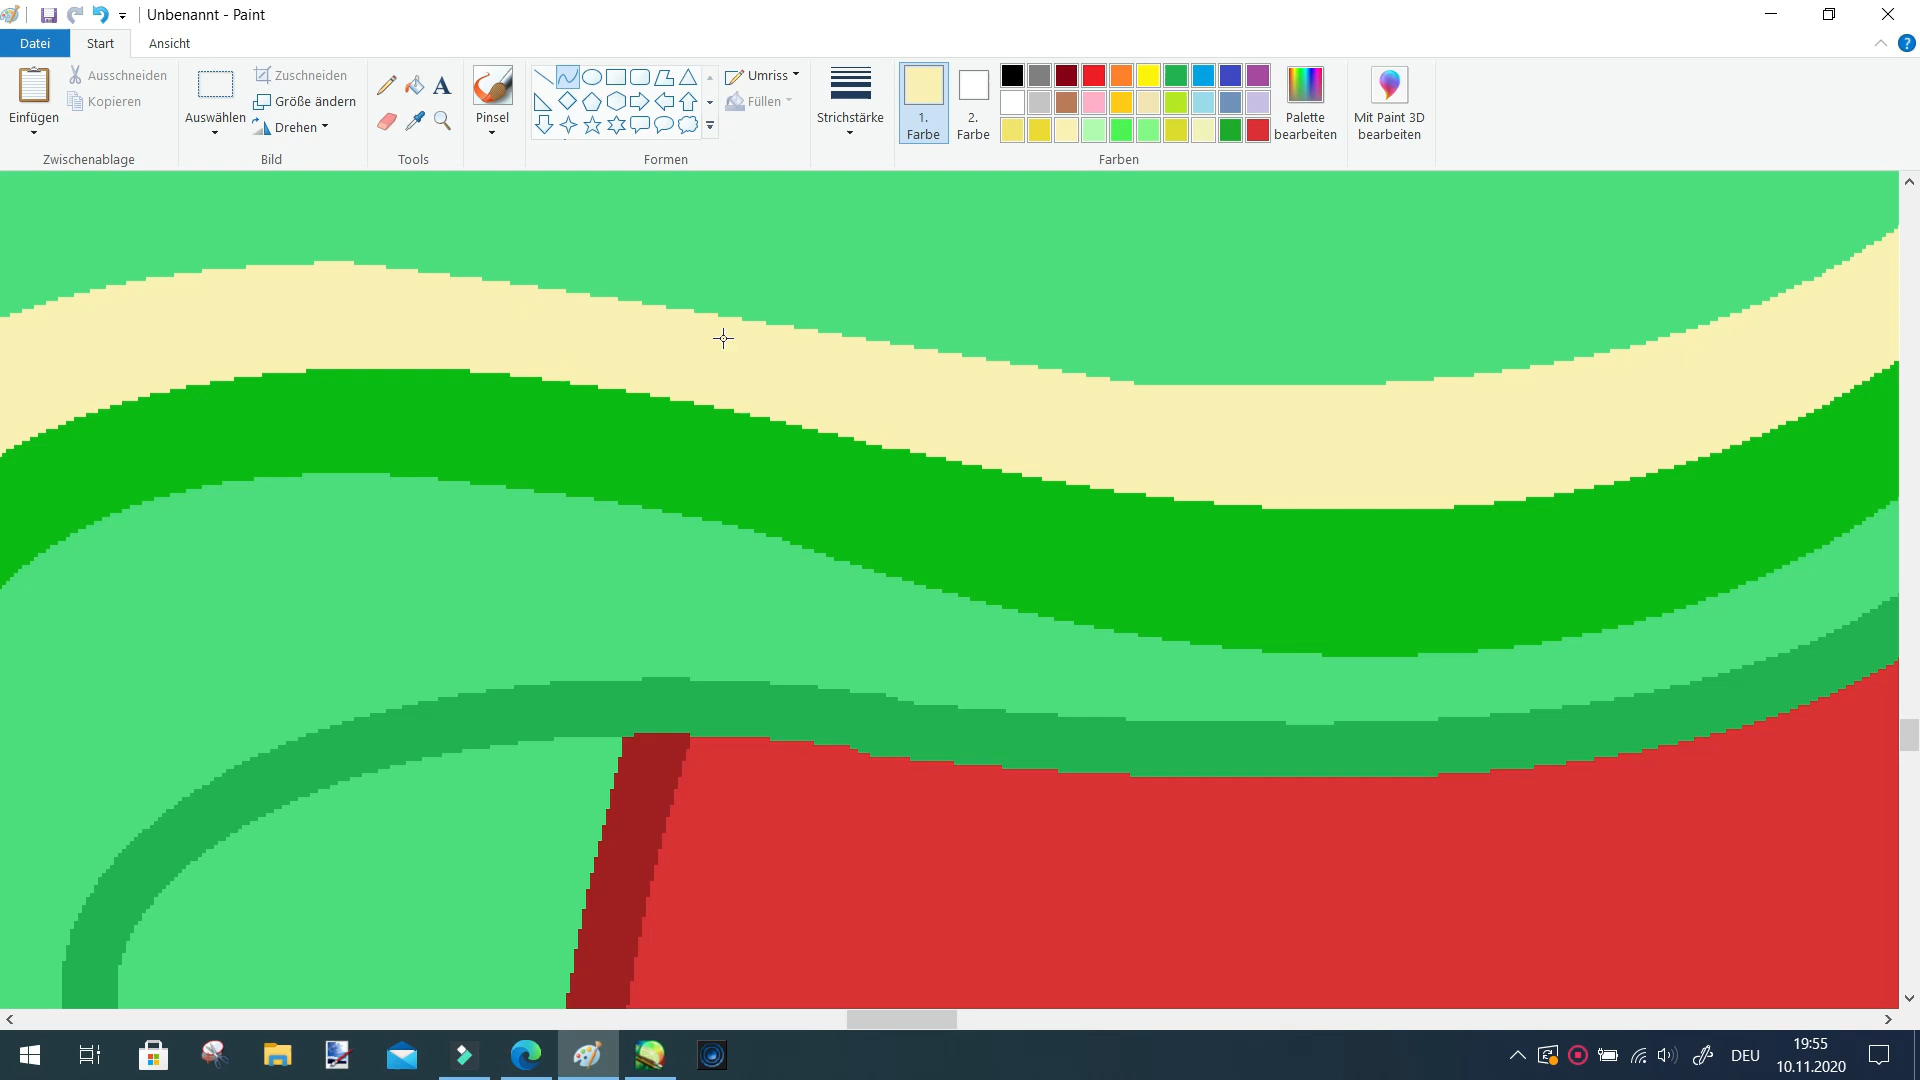 Unbenannt - Paint
Datei
Start
Ansicht
Einfügen
Ausschneiden
Kopieren
Zwischenablage
Auswählen
Zuschneiden
Größe ändern
Drehen
Bild
A
Tools
Pinsel
Umriss
Füllen
Formen
Strichstärke
1.
Farbe
2.
Farbe
Palette
bearbeiten
Farben
Mit Paint 3D
bearbeiten
?
DEU
19:55
10.11.2020